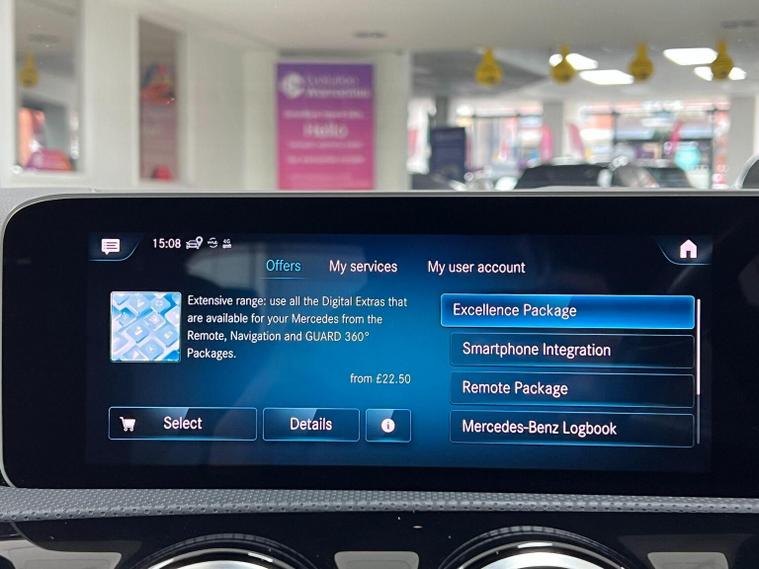 Hello
15:08
4G
Offers
My services
My user account
Extensive range: use all the Digital Extras that
are available for your Mercedes from the
Remote, Navigation and GUARD 360°
Packages.
from £22.50
Select
Details
i
Excellence Package
Smartphone Integration
Remote Package
Mercedes-Benz Logbook